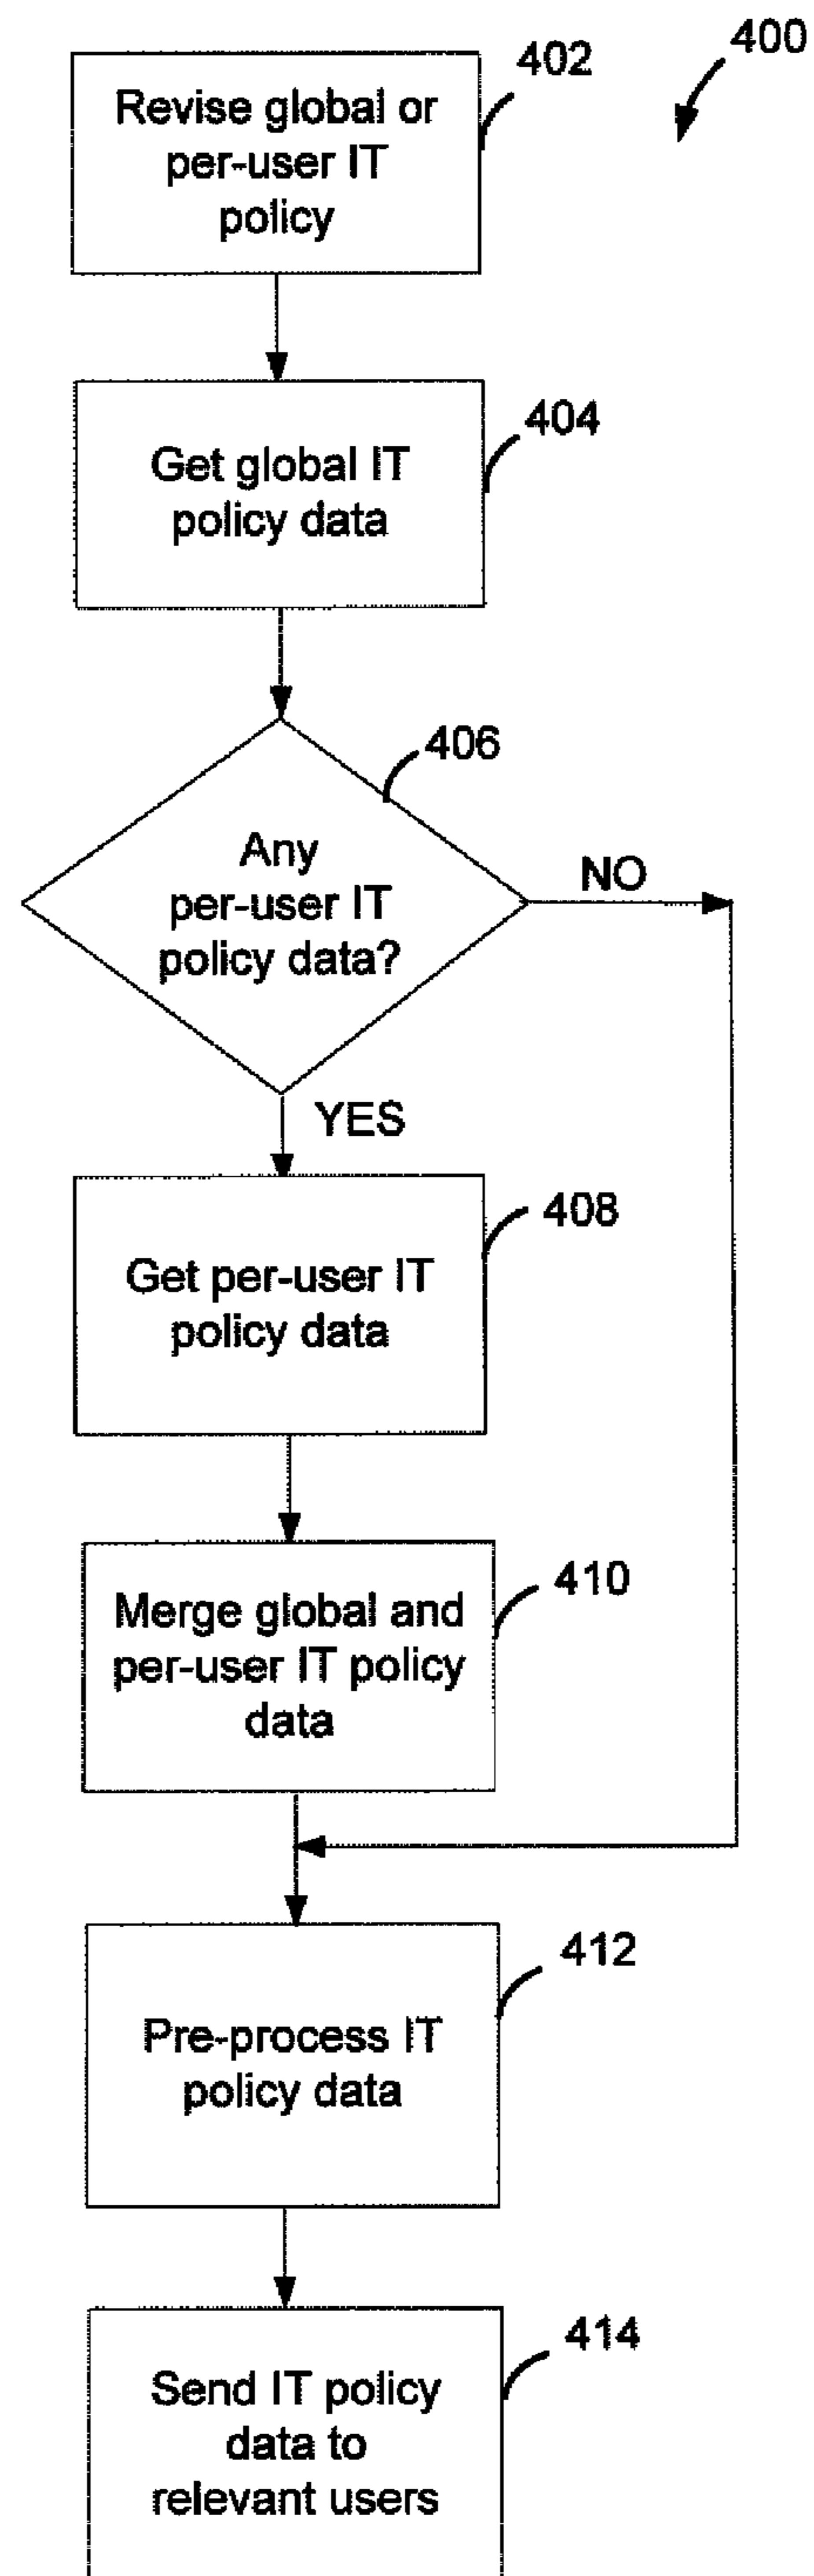 400
402
Revise global or
per-user IT
policy
404
Get global IT
policy data
406
Any
per-user IT
policy data?
NO
YES
408
Get per-user IT
policy data
410
Merge global and
per-user IT policy
data
412
Pre-process IT
policy data
414
Send IT policy
data to
relevant users